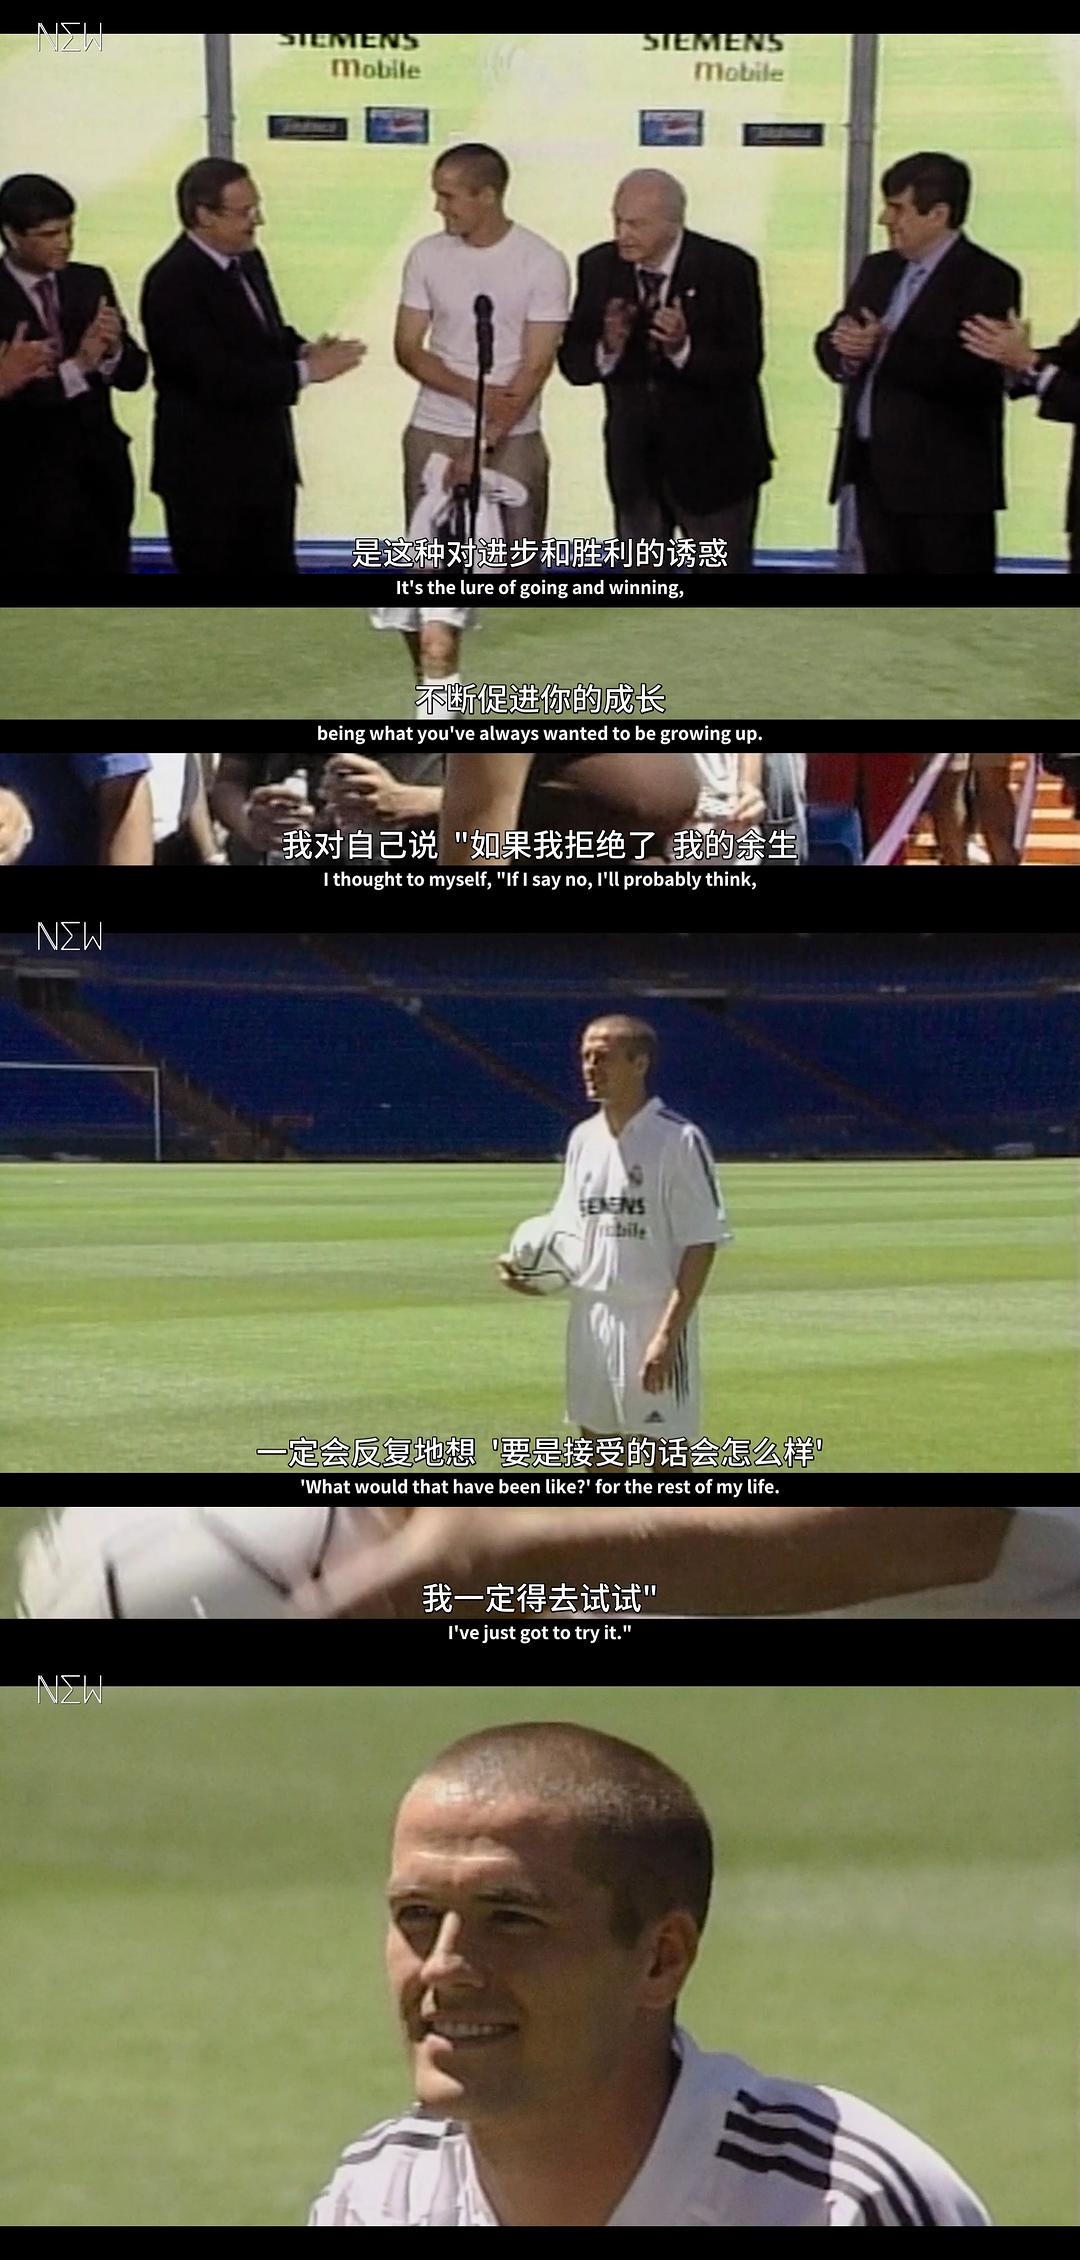 NEW
SIEMENS
mobile
SIEMENS
mobile
是这种对进步和胜利的诱惑
It's the lure of going and winning,
不断促进你的成长
being what you've always wanted to be growing up.
我对自己说 "如果我拒绝了 我的余生
I thought to myself, "If I say no, I'll probably think,
NEW
SIEMENS
mobile
一定会反复地想 '要是接受的话会怎么样'
'What would that have been like?' for the rest of my life.
我一定得去试试"
I've just got to try it."
NEW